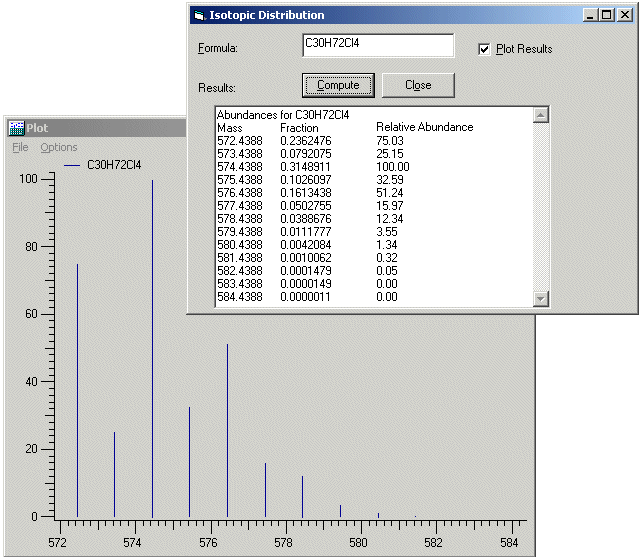 Isotopic Distribution
Formula:
C30H72Cl4
Plot Results
Results:
Compute
Close
Abundances for C30H72Cl4
Mass Fraction Relative Abundance
572.4388 0.2362476 75.03
573.4388 0.0792075 25.15
574.4388 0.3148911 100.00
575.4388 0.1026097 32.59
576.4388 0.1613438 51.24
577.4388 0.0502755 15.97
578.4388 0.0388676 12.34
579.4388 0.0111777 3.55
580.4388 0.0042084 1.34
581.4388 0.0010062 0.32
582.4388 0.0001479 0.05
583.4388 0.0000149 0.00
584.4388 0.0000011 0.00
Plot
File Options
C30H72Cl4
100
80
60
40
20
0
572 574 576 578 580 582 584